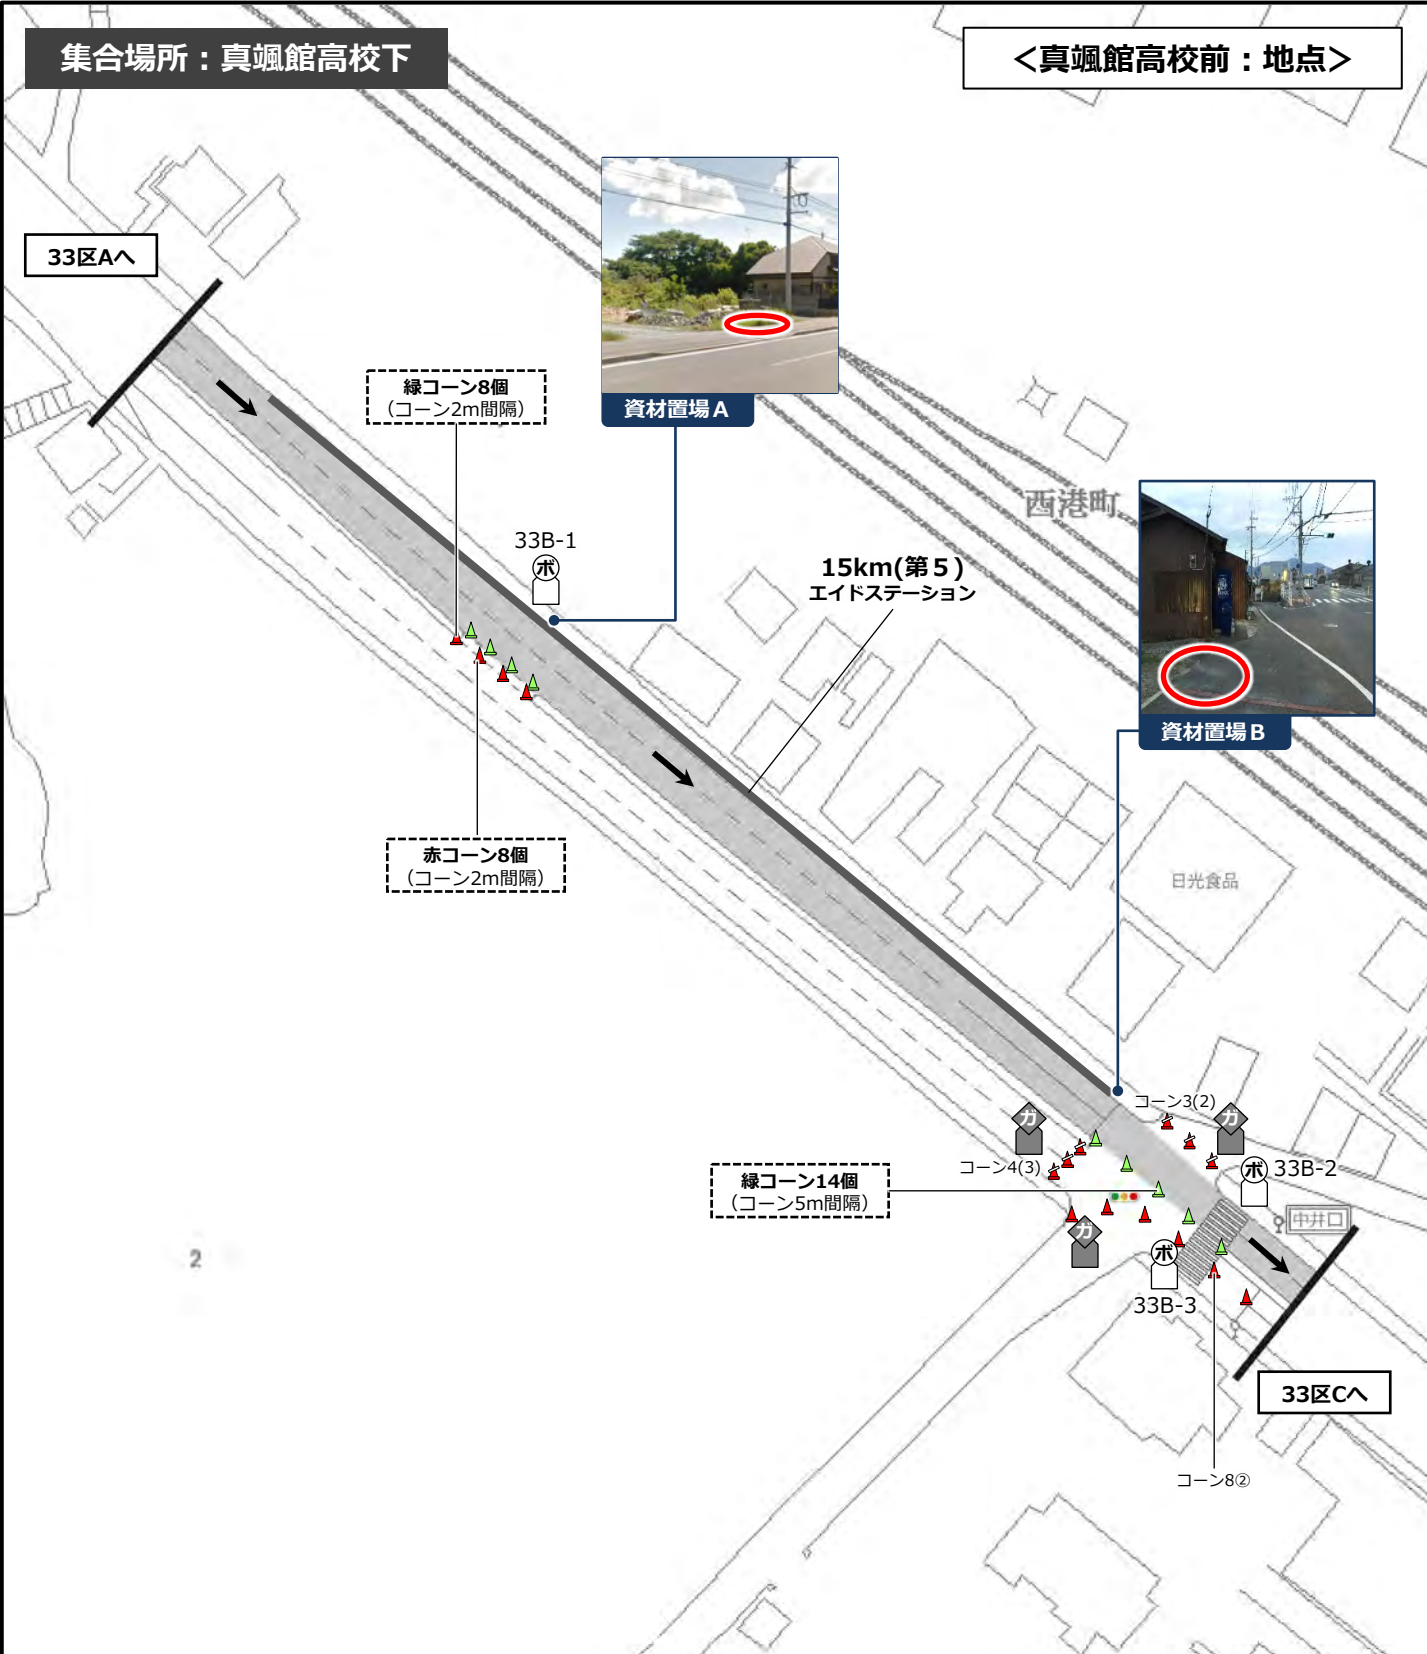 集合場所：真颯館高校下
＜真颯館高校前：地点＞
33区Aへ
緑コーン8個
（コーン2m間隔）
資材置場A
西港町
33B-1
ボ
15km(第５)
エイドステーション
資材置場B
赤コーン8個
（コーン2m間隔）
日光食品
コーン3(2)
ガ
ガ
コーン4(3)
ボ
33B-2
緑コーン14個
（コーン5m間隔）
中井口
ガ
ボ
33B-3
2
33区Cへ
コーン8②